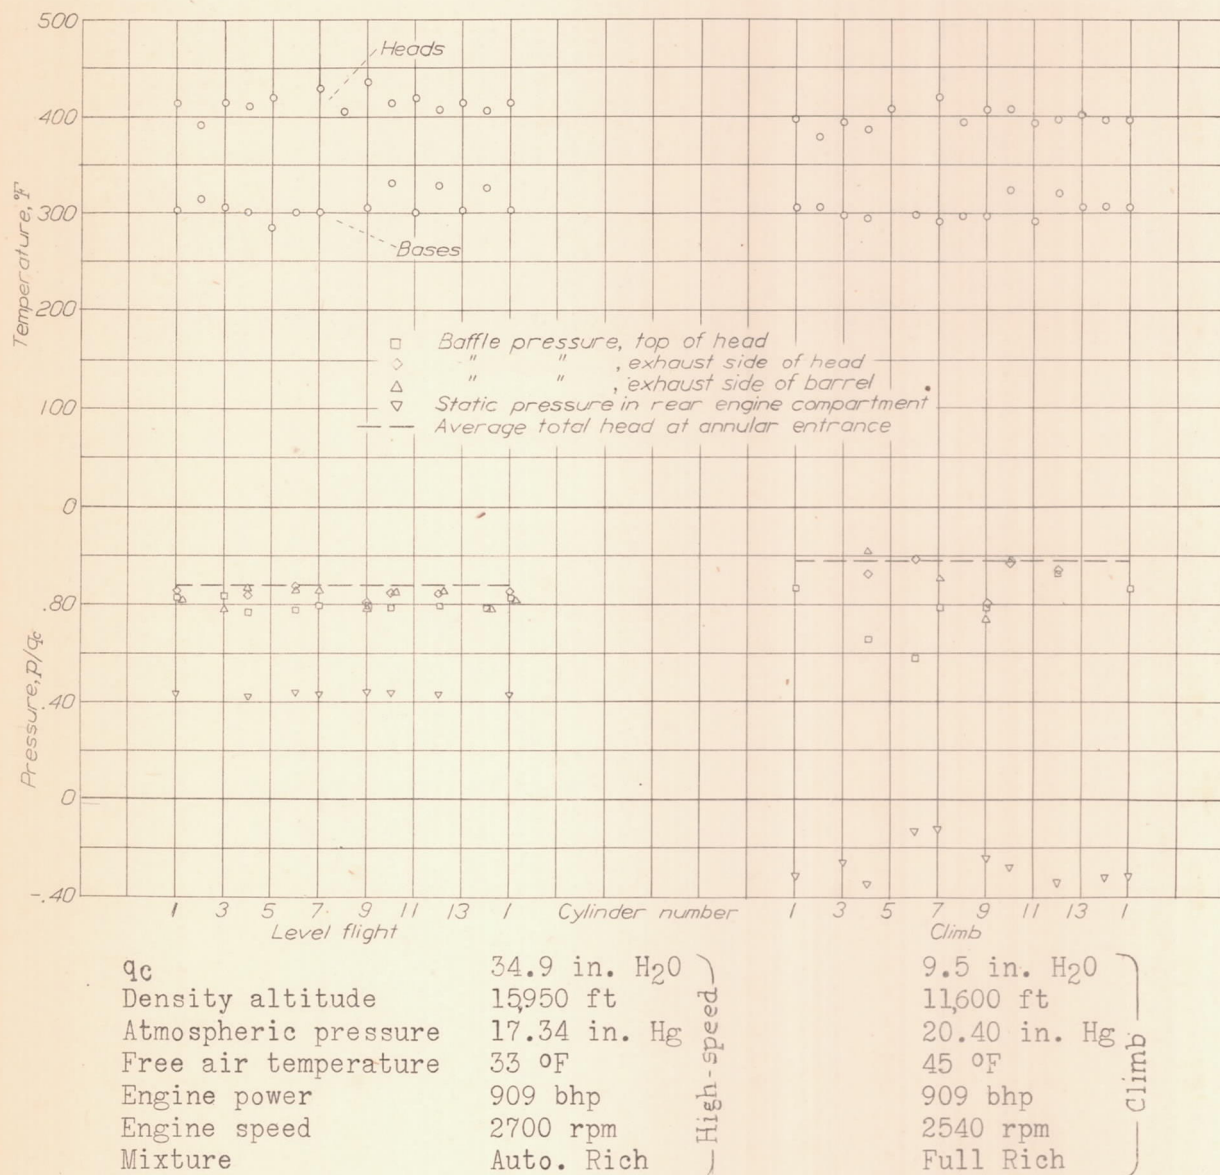 500
Heads
400
Temperature, °F
300
Bases
200
□ Baffle pressure, top of head
◇ " " , exhaust side of head
△ " " , exhaust side of barrel
▽ Static pressure in rear engine compartment
— — Average total head at annular entrance
100
0
.80
Pressure, p/qc
.40
0
-.40
1 3 5 7 9 11 13 1 Cylinder number 1 3 5 7 9 11 13 1
Level flight Climb
qc 34.9 in. H2O 9.5 in. H2O
Density altitude 15,950 ft 11,600 ft
Atmospheric pressure 17.34 in. Hg 20.40 in. Hg
Free air temperature 33 °F 45 °F
Engine power 909 bhp 909 bhp
Engine speed 2700 rpm 2540 rpm
Mixture Auto. Rich Full Rich
High-speed
Climb